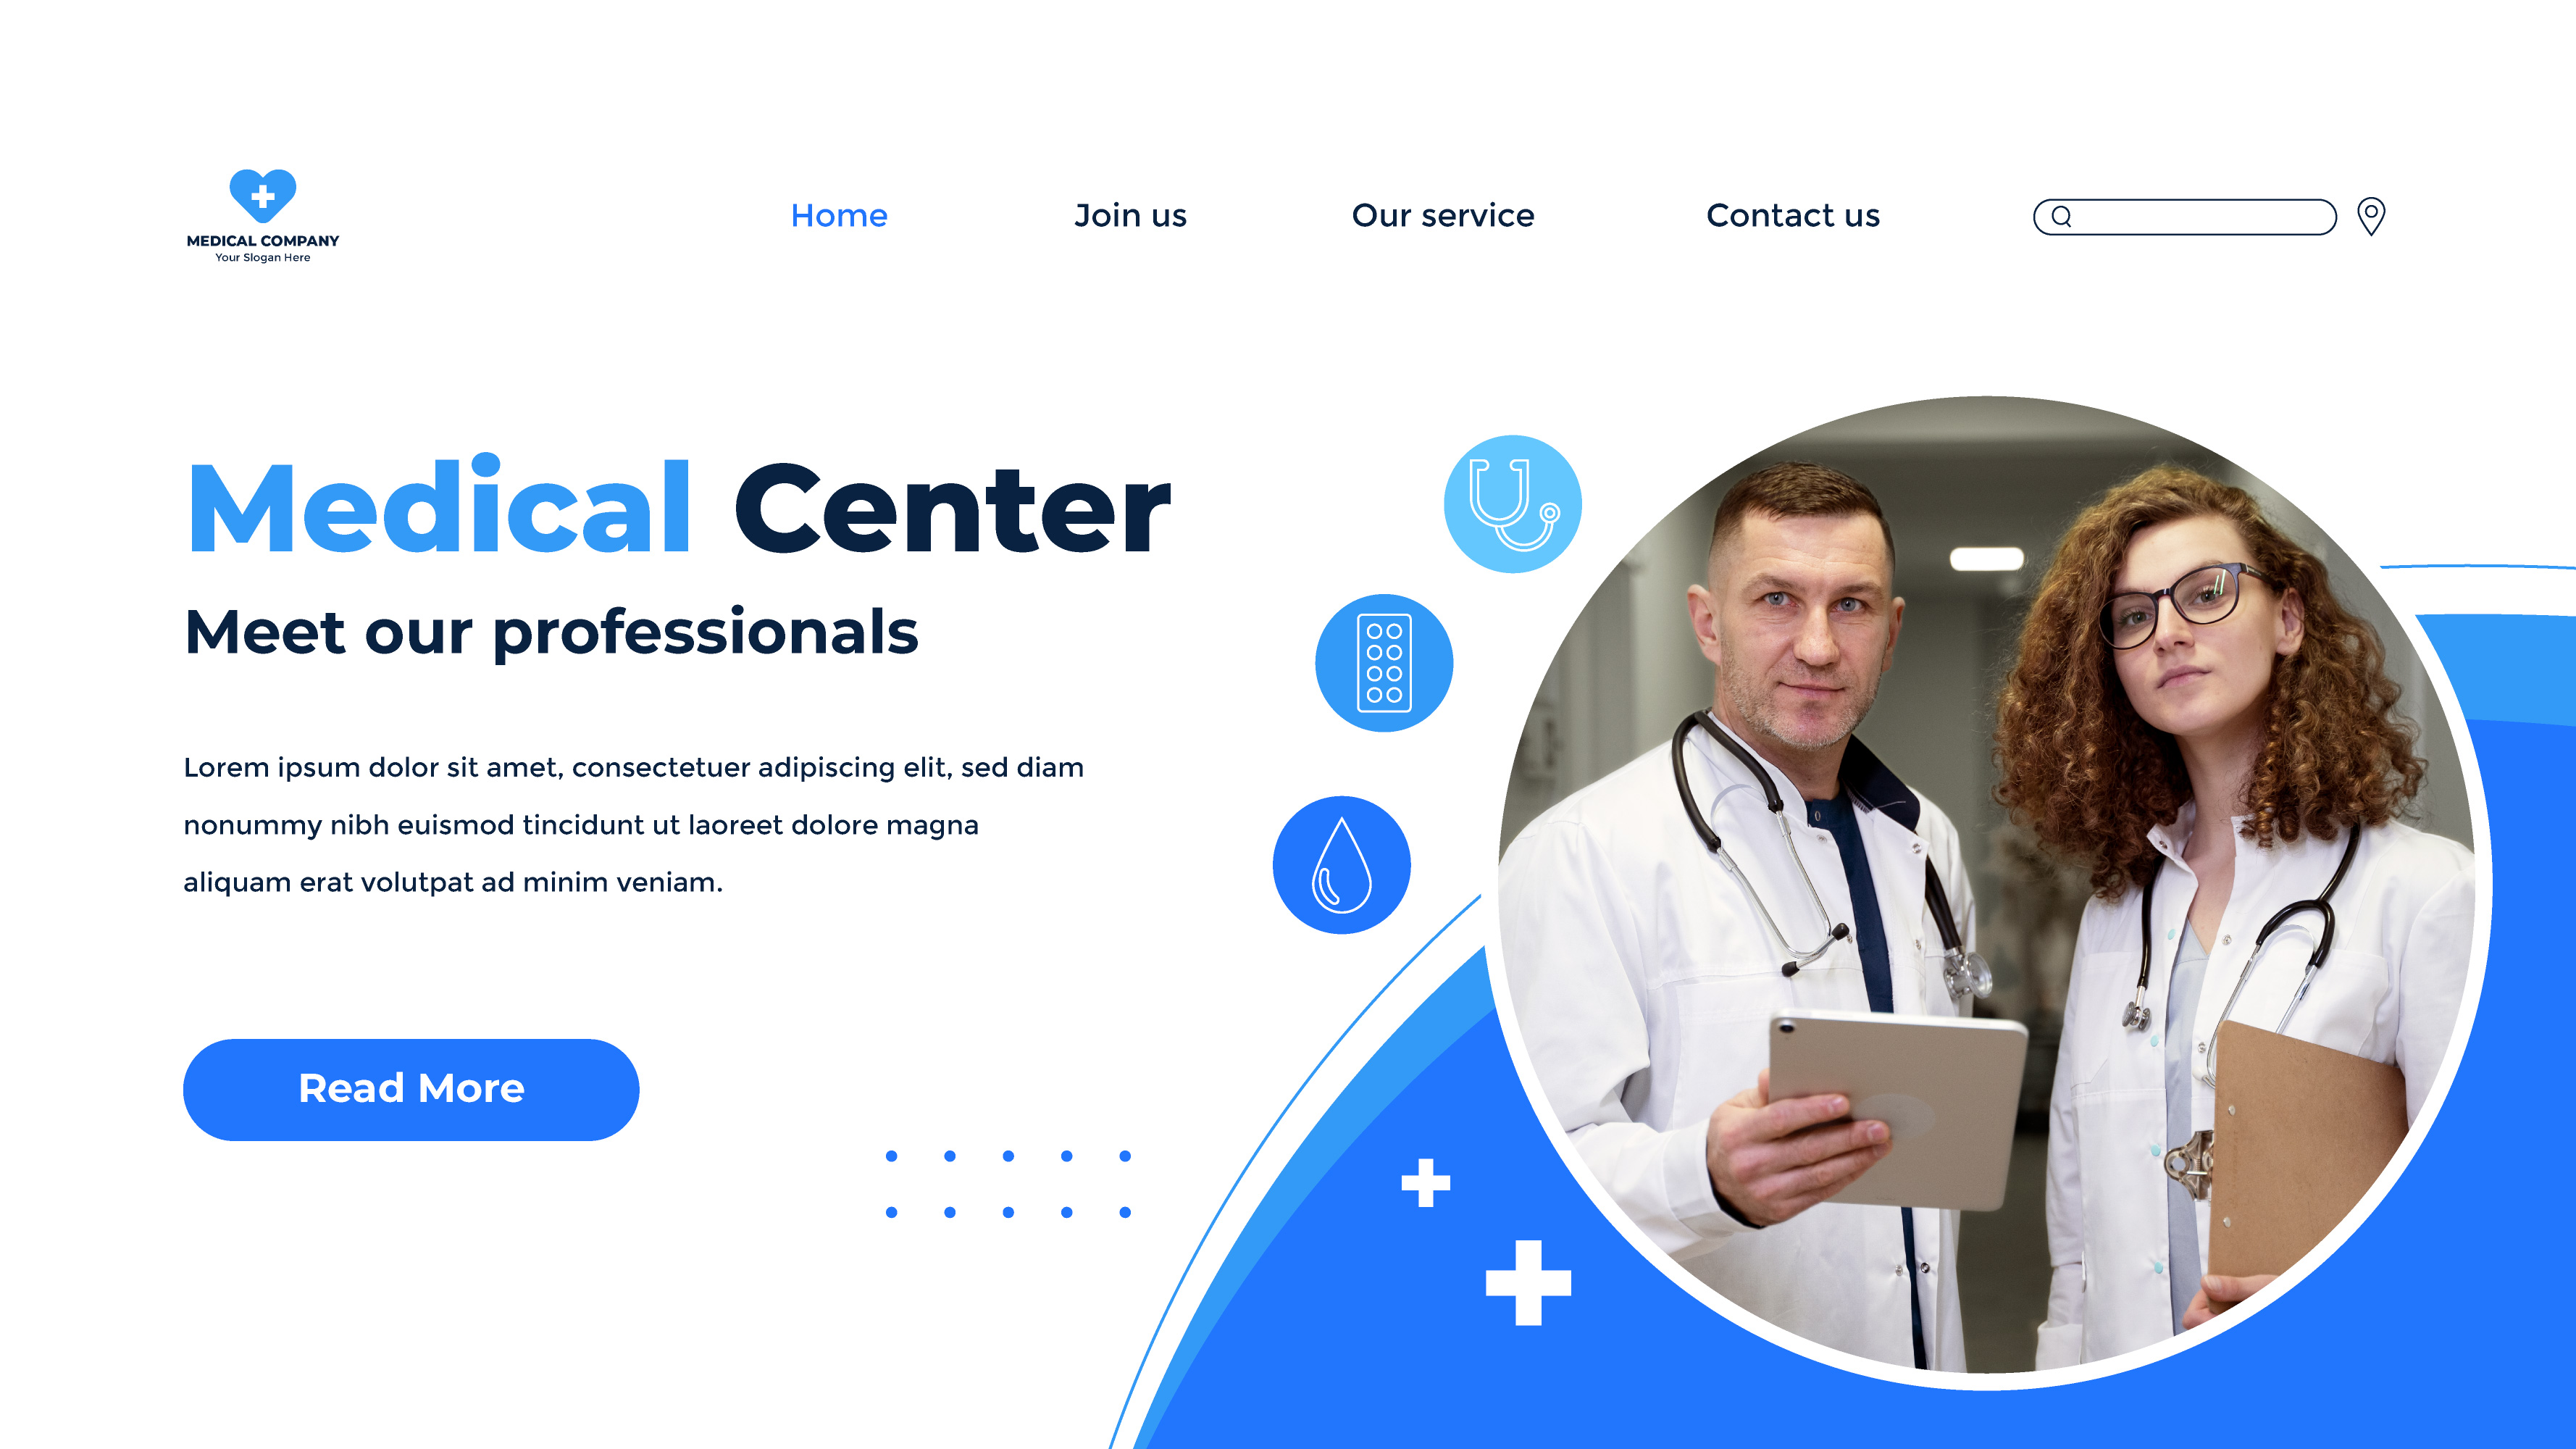 MEDICAL COMPANY
Your Slogan Here
Home
Join us
Our service
Contact us
Medical Center
Meet our professionals
Lorem ipsum dolor sit amet, consectetuer adipiscing elit, sed diam
nonummy nibh euismod tincidunt ut laoreet dolore magna
aliquam erat volutpat ad minim veniam.
Read More